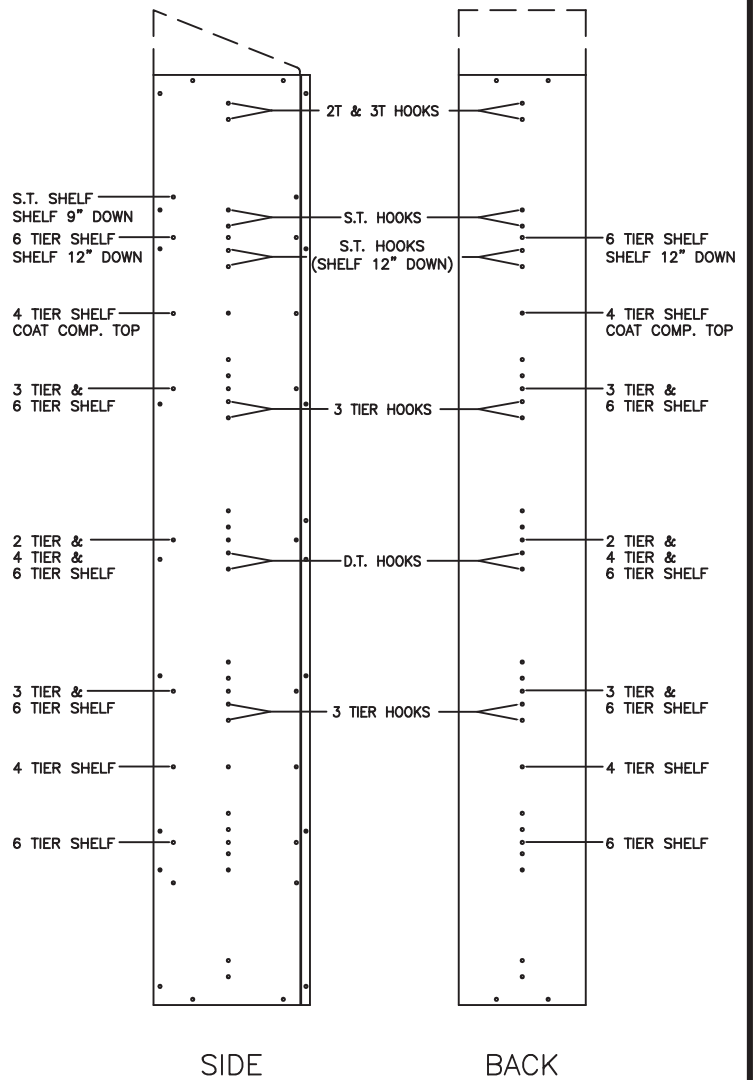 2T & 3T HOOKS
S.T. SHELF
SHELF 9" DOWN
S.T. HOOKS
6 TIER SHELF
SHELF 12" DOWN
S.T. HOOKS
(SHELF 12" DOWN)
6 TIER SHELF
SHELF 12" DOWN
4 TIER SHELF
COAT COMP. TOP
4 TIER SHELF
COAT COMP. TOP
3 TIER &
6 TIER SHELF
3 TIER HOOKS
3 TIER &
6 TIER SHELF
2 TIER &
4 TIER &
6 TIER SHELF
D.T. HOOKS
2 TIER &
4 TIER &
6 TIER SHELF
3 TIER &
6 TIER SHELF
3 TIER HOOKS
3 TIER &
6 TIER SHELF
4 TIER SHELF
4 TIER SHELF
6 TIER SHELF
6 TIER SHELF
SIDE
BACK